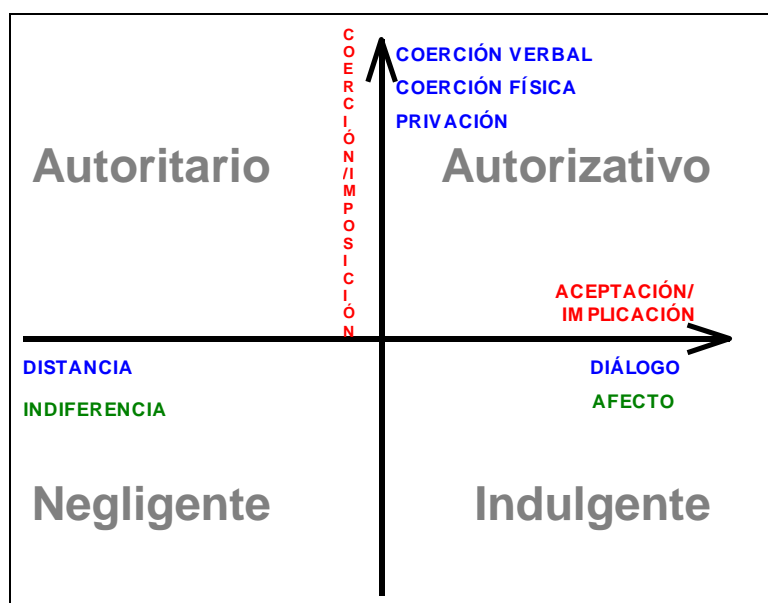 COERCIÓN/IMPOSICIÓN
COERCIÓN VERBAL
COERCIÓN FÍSICA
PRIVACIÓN
Autoritario
Autorizativo
ACEPTACIÓN/
IMPLICACIÓN
DISTANCIA
DIÁLOGO
INDIFERENCIA
AFECTO
Negligente
Indulgente